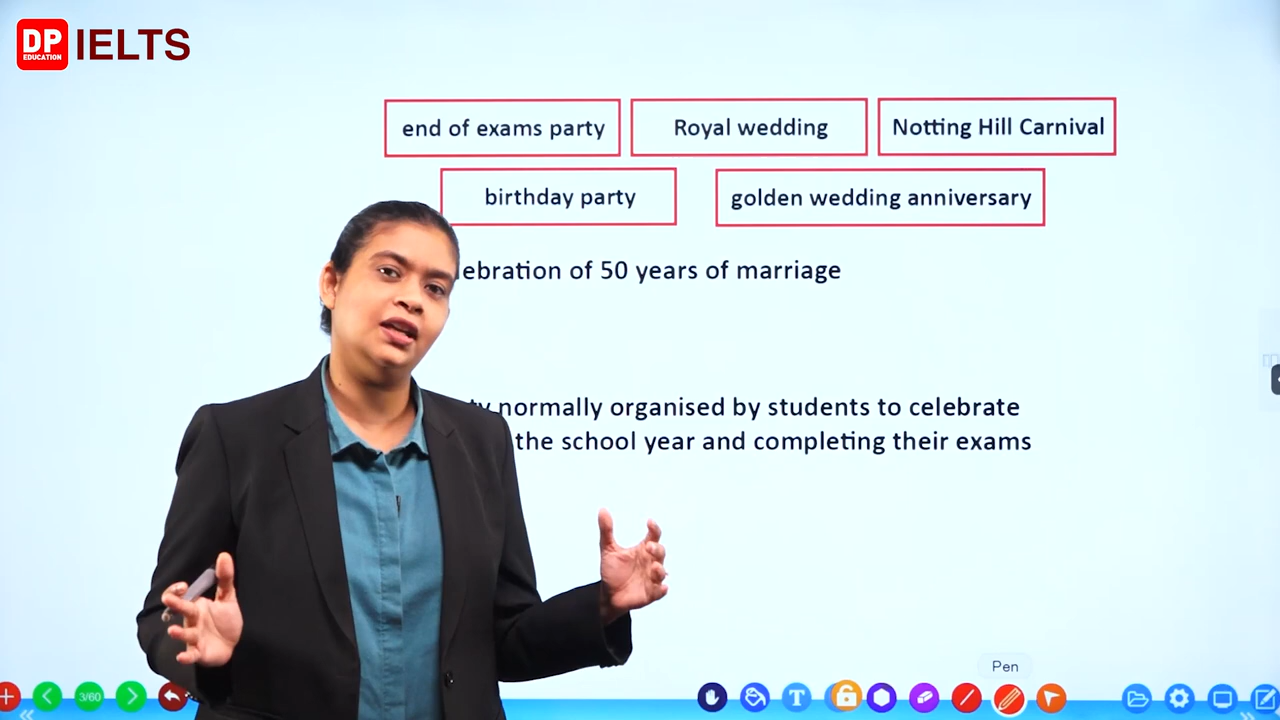 DP EDUCATION IELTS
end of exams party Royal wedding Notting Hill Carnival
birthday party golden wedding anniversary
lebration of 50 years of marriage
normally organised by students to celebrate
the school year and completing their exams
Pen
3/60
T